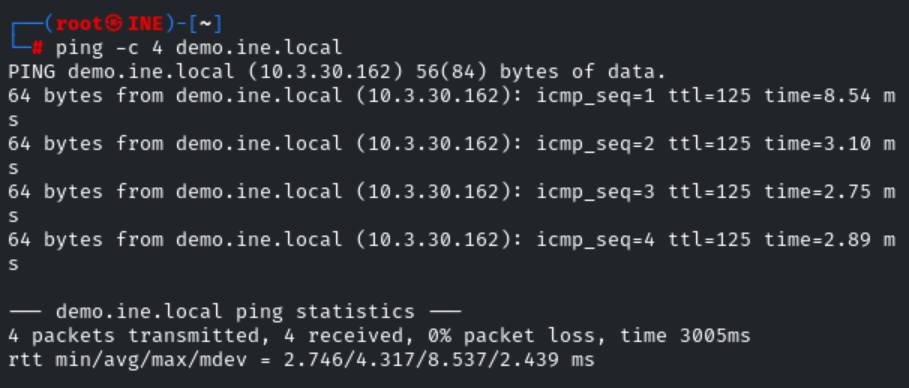 ┌──(root㉿INE)-[~]
└─# ping -c 4 demo.ine.local
PING demo.ine.local (10.3.30.162) 56(84) bytes of data.
64 bytes from demo.ine.local (10.3.30.162): icmp_seq=1 ttl=125 time=8.54 m
s
64 bytes from demo.ine.local (10.3.30.162): icmp_seq=2 ttl=125 time=3.10 m
s
64 bytes from demo.ine.local (10.3.30.162): icmp_seq=3 ttl=125 time=2.75 m
s
64 bytes from demo.ine.local (10.3.30.162): icmp_seq=4 ttl=125 time=2.89 m
s

--- demo.ine.local ping statistics ---
4 packets transmitted, 4 received, 0% packet loss, time 3005ms
rtt min/avg/max/mdev = 2.746/4.317/8.537/2.439 ms